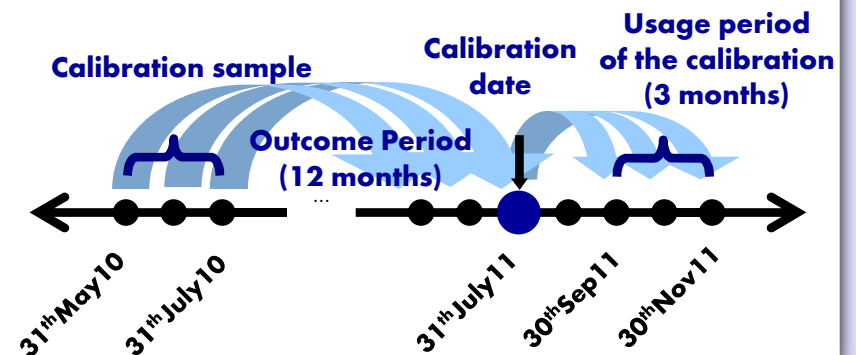 Calibration sample
Calibration
date
Usage period
of the calibration
(3 months)
Outcome Period
(12 months)
...
31thMay10
31thJuly10
31thJuly11
30thSep11
30thNov11